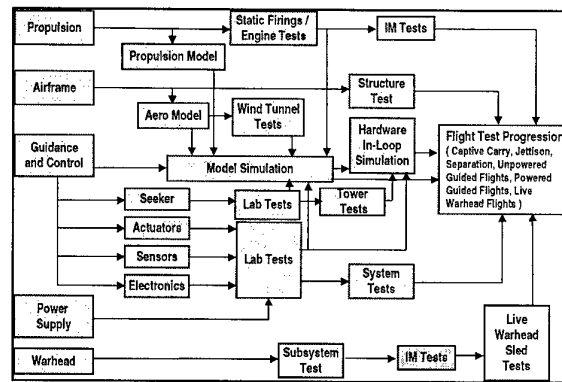 Propulsion
Static Firings /
Engine Tests
IM Tests
Propulsion Model
Airframe
Structure
Test
Aero Model
Wind Tunnel
Tests
Hardware
In-Loop
Simulation
Flight Test Progression
( Captive Carry, Jettison,
Separation, Unpowered
Guided Flights, Powered
Guided Flights, Live
Warhead Flights )
Guidance
and Control
Model Simulation
Seeker
Lab Tests
Tower
Tests
Actuators
Lab Tests
Sensors
Electronics
System
Tests
Power
Supply
Live
Warhead
Sled
Tests
Warhead
Subsystem
Test
IM Tests